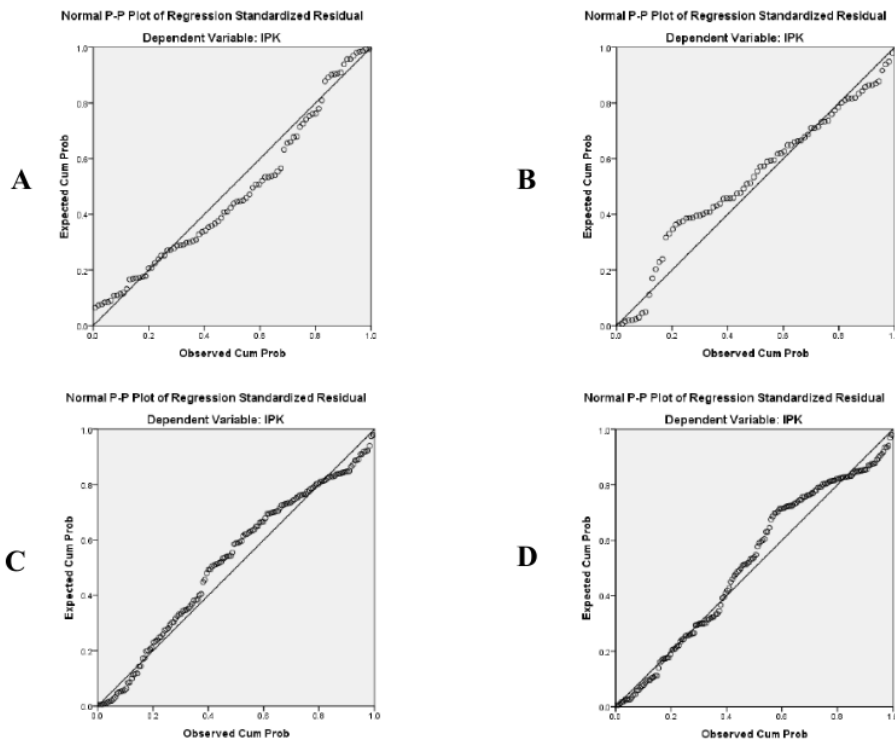 Normal P-P Plot of Regression Standardized Residual
Dependent Variable: IPK
A
Expected Cum Prob
1.0
0.8
0.6
0.4
0.2
0.0
0.0 0.2 0.4 0.6 0.8 1.0
Observed Cum Prob
Normal P-P Plot of Regression Standardized Residual
Dependent Variable: IPK
B
Expected Cum Prob
1.0
0.8
0.6
0.4
0.2
0.0
0.0 0.2 0.4 0.6 0.8 1.0
Observed Cum Prob
Normal P-P Plot of Regression Standardized Residual
Dependent Variable: IPK
C
Expected Cum Prob
1.0
0.8
0.6
0.4
0.2
0.0
0.0 0.2 0.4 0.6 0.8 1.0
Observed Cum Prob
Normal P-P Plot of Regression Standardized Residual
Dependent Variable: IPK
D
Expected Cum Prob
1.0
0.8
0.6
0.4
0.2
0.0
0.0 0.2 0.4 0.6 0.8 1.0
Observed Cum Prob